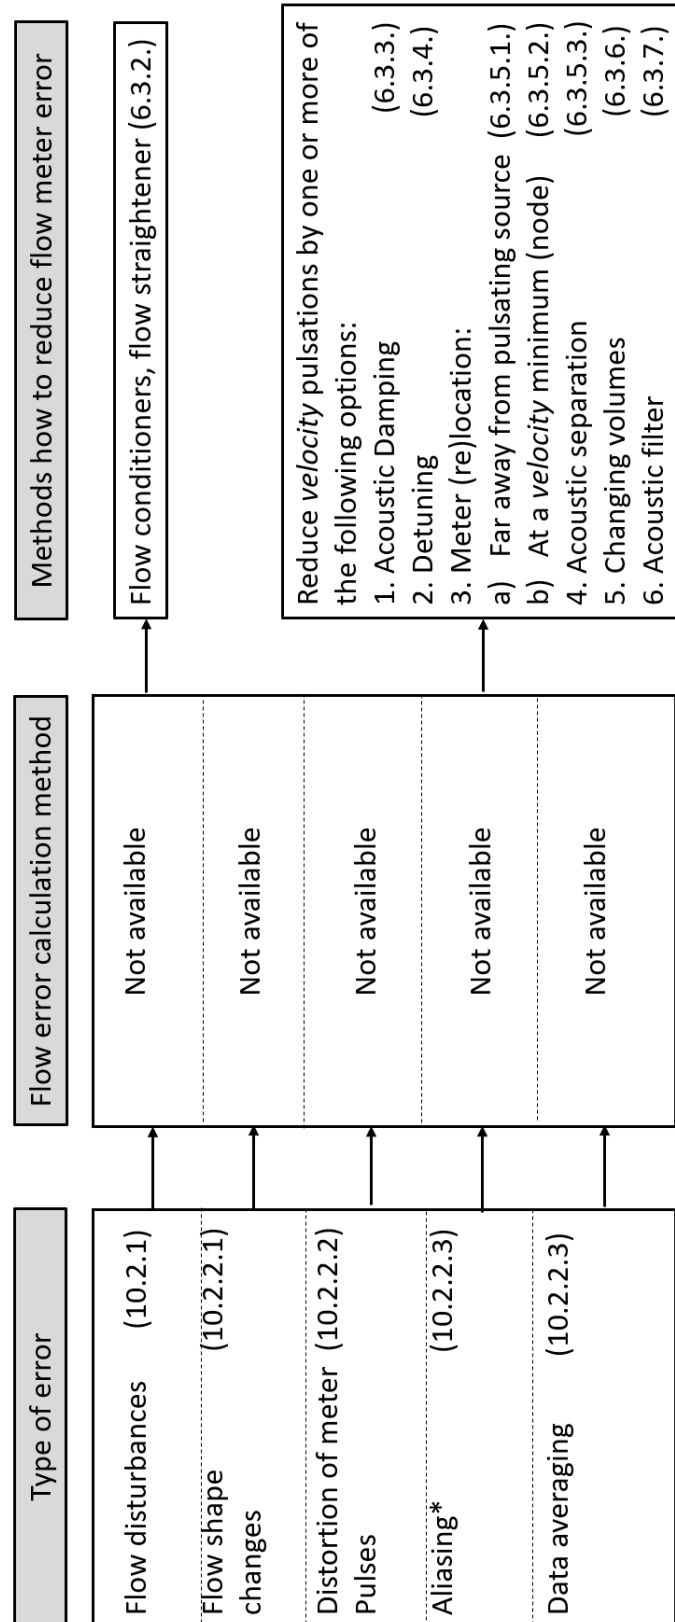 Type of error
Flow disturbances (10.2.1)
Flow shape (10.2.2.1)
changes
Distortion of meter (10.2.2.2)
Pulses
Aliasing* (10.2.2.3)
Data averaging (10.2.2.3)
Flow error calculation method
Not available
Not available
Not available
Not available
Not available
Methods how to reduce flow meter error
Flow conditioners, flow straightener (6.3.2.)
Reduce velocity pulsations by one or more of
the following options:
1. Acoustic Damping (6.3.3.)
2. Detuning (6.3.4.)
3. Meter (re)location:
a) Far away from pulsating source (6.3.5.1.)
b) At a velocity minimum (node) (6.3.5.2.)
4. Acoustic separation (6.3.5.3.)
5. Changing volumes (6.3.6.)
6. Acoustic filter (6.3.7.)